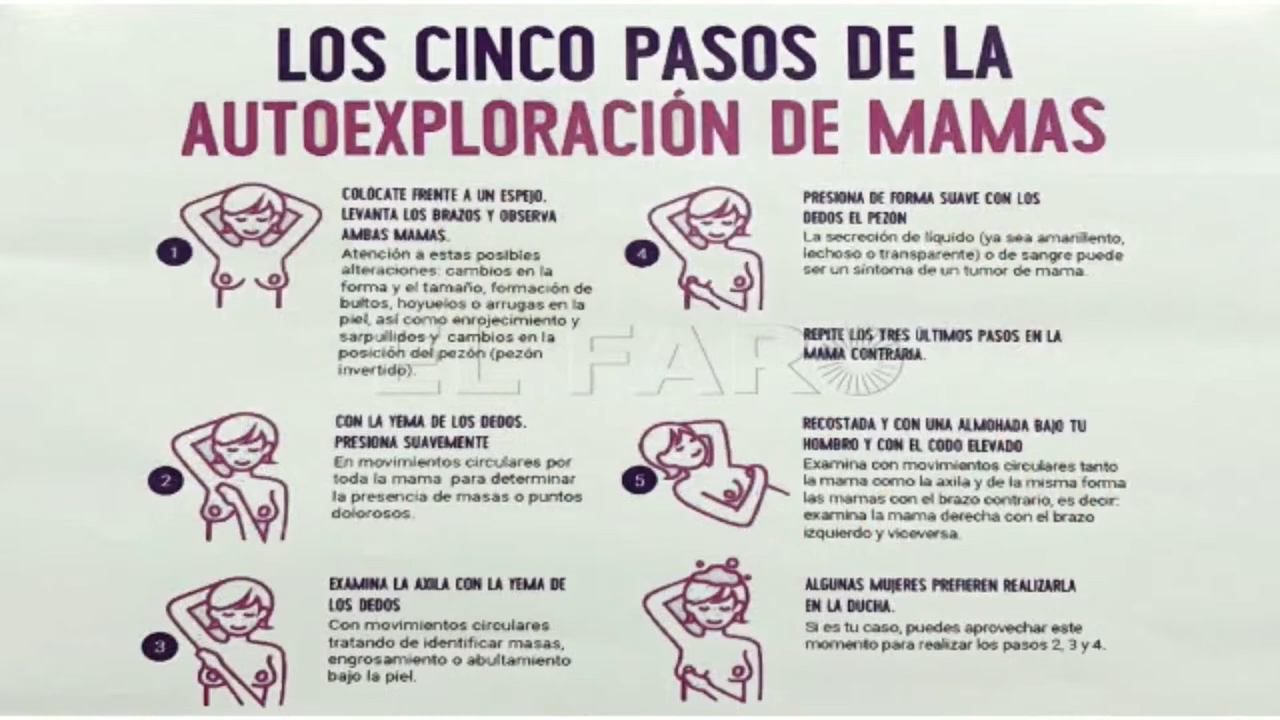 LOS CINCO PASOS DE LA
AUTOEXPLORACIÓN DE MAMAS
1
COLÓCATE FRENTE A UN ESPEJO.
LEVANTA LOS BRAZOS Y OBSERVA
AMBAS MAMAS.
Atención a estas posibles
alteraciones: cambios en la
forma y el tamaño, formación de
bultos, hoyuelos o arrugas en la
piel, así como enrojecimiento y
sarpullidos y cambios en la
posición del pezón (pezón
invertido).
2
CON LA YEMA DE LOS DEDOS.
PRESIONA SUAVEMENTE
En movimientos circulares por
toda la mama para determinar
la presencia de masas o puntos
dolorosos.
3
EXAMINA LA AXILA CON LA YEMA DE
LOS DEDOS
Con movimientos circulares
tratando de identificar masas,
engrosamiento o abultamiento
bajo la piel.
4
PRESIONA DE FORMA SUAVE CON LOS
DEDOS EL PEZON
La secreción de líquido (ya sea amarillento,
lechoso o transparente) o de sangre puede
ser un síntoma de un tumor de mama.
REPITE LOS TRES ÚLTIMOS PASOS EN LA
MAMA CONTRARIA.
5
RECOSTADA Y CON UNA ALMOHADA BAJO TU
HOMBRO Y CON EL CODO ELEVADO
Examina con movimientos circulares tanto
la mama como la axila y de la misma forma
las mamas con el brazo contrario, es decir:
examina la mama derecha con el brazo
izquierdo y viceversa.
ALGUNAS MUJERES PREFIEREN REALIZARLA
EN LA DUCHA.
Si es tu caso, puedes aprovechar este
momento para realizar los pasos 2, 3 y 4.
EL FARO